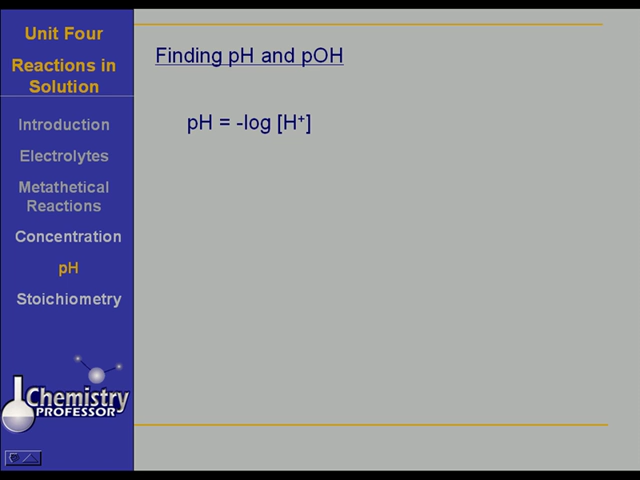 Unit Four
Reactions in
Solution
Introduction
Electrolytes
Metathetical
Reactions
Concentration
pH
Stoichiometry
Chemistry
PROFESSOR
Finding pH and pOH
pH = -log [H⁺]